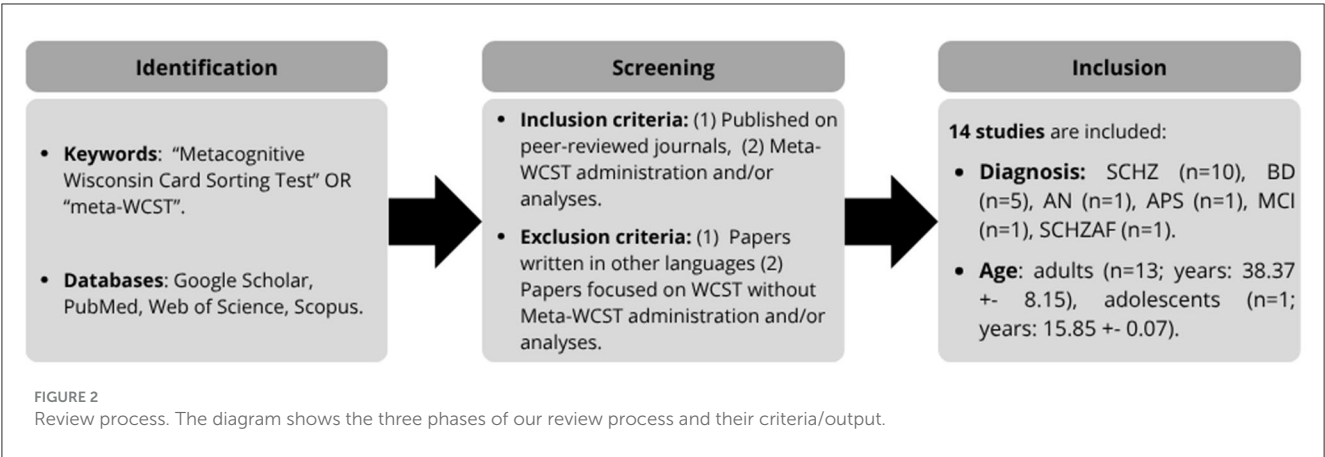 Identification
• Keywords: “Metacognitive
Wisconsin Card Sorting Test” OR
“meta-WCST”.
• Databases: Google Scholar,
PubMed, Web of Science, Scopus.
Screening
• Inclusion criteria: (1) Published on
peer-reviewed journals, (2) Meta-
WCST administration and/or
analyses.
• Exclusion criteria: (1) Papers
written in other languages (2)
Papers focused on WCST without
Meta-WCST administration and/or
analyses.
Inclusion
14 studies are included:
• Diagnosis: SCHZ (n=10), BD
(n=5), AN (n=1), APS (n=1), MCI
(n=1), SCHZAF (n=1).
• Age: adults (n=13; years: 38.37
+- 8.15), adolescents (n=1;
years: 15.85 +- 0.07).
FIGURE 2
Review process. The diagram shows the three phases of our review process and their criteria/output.